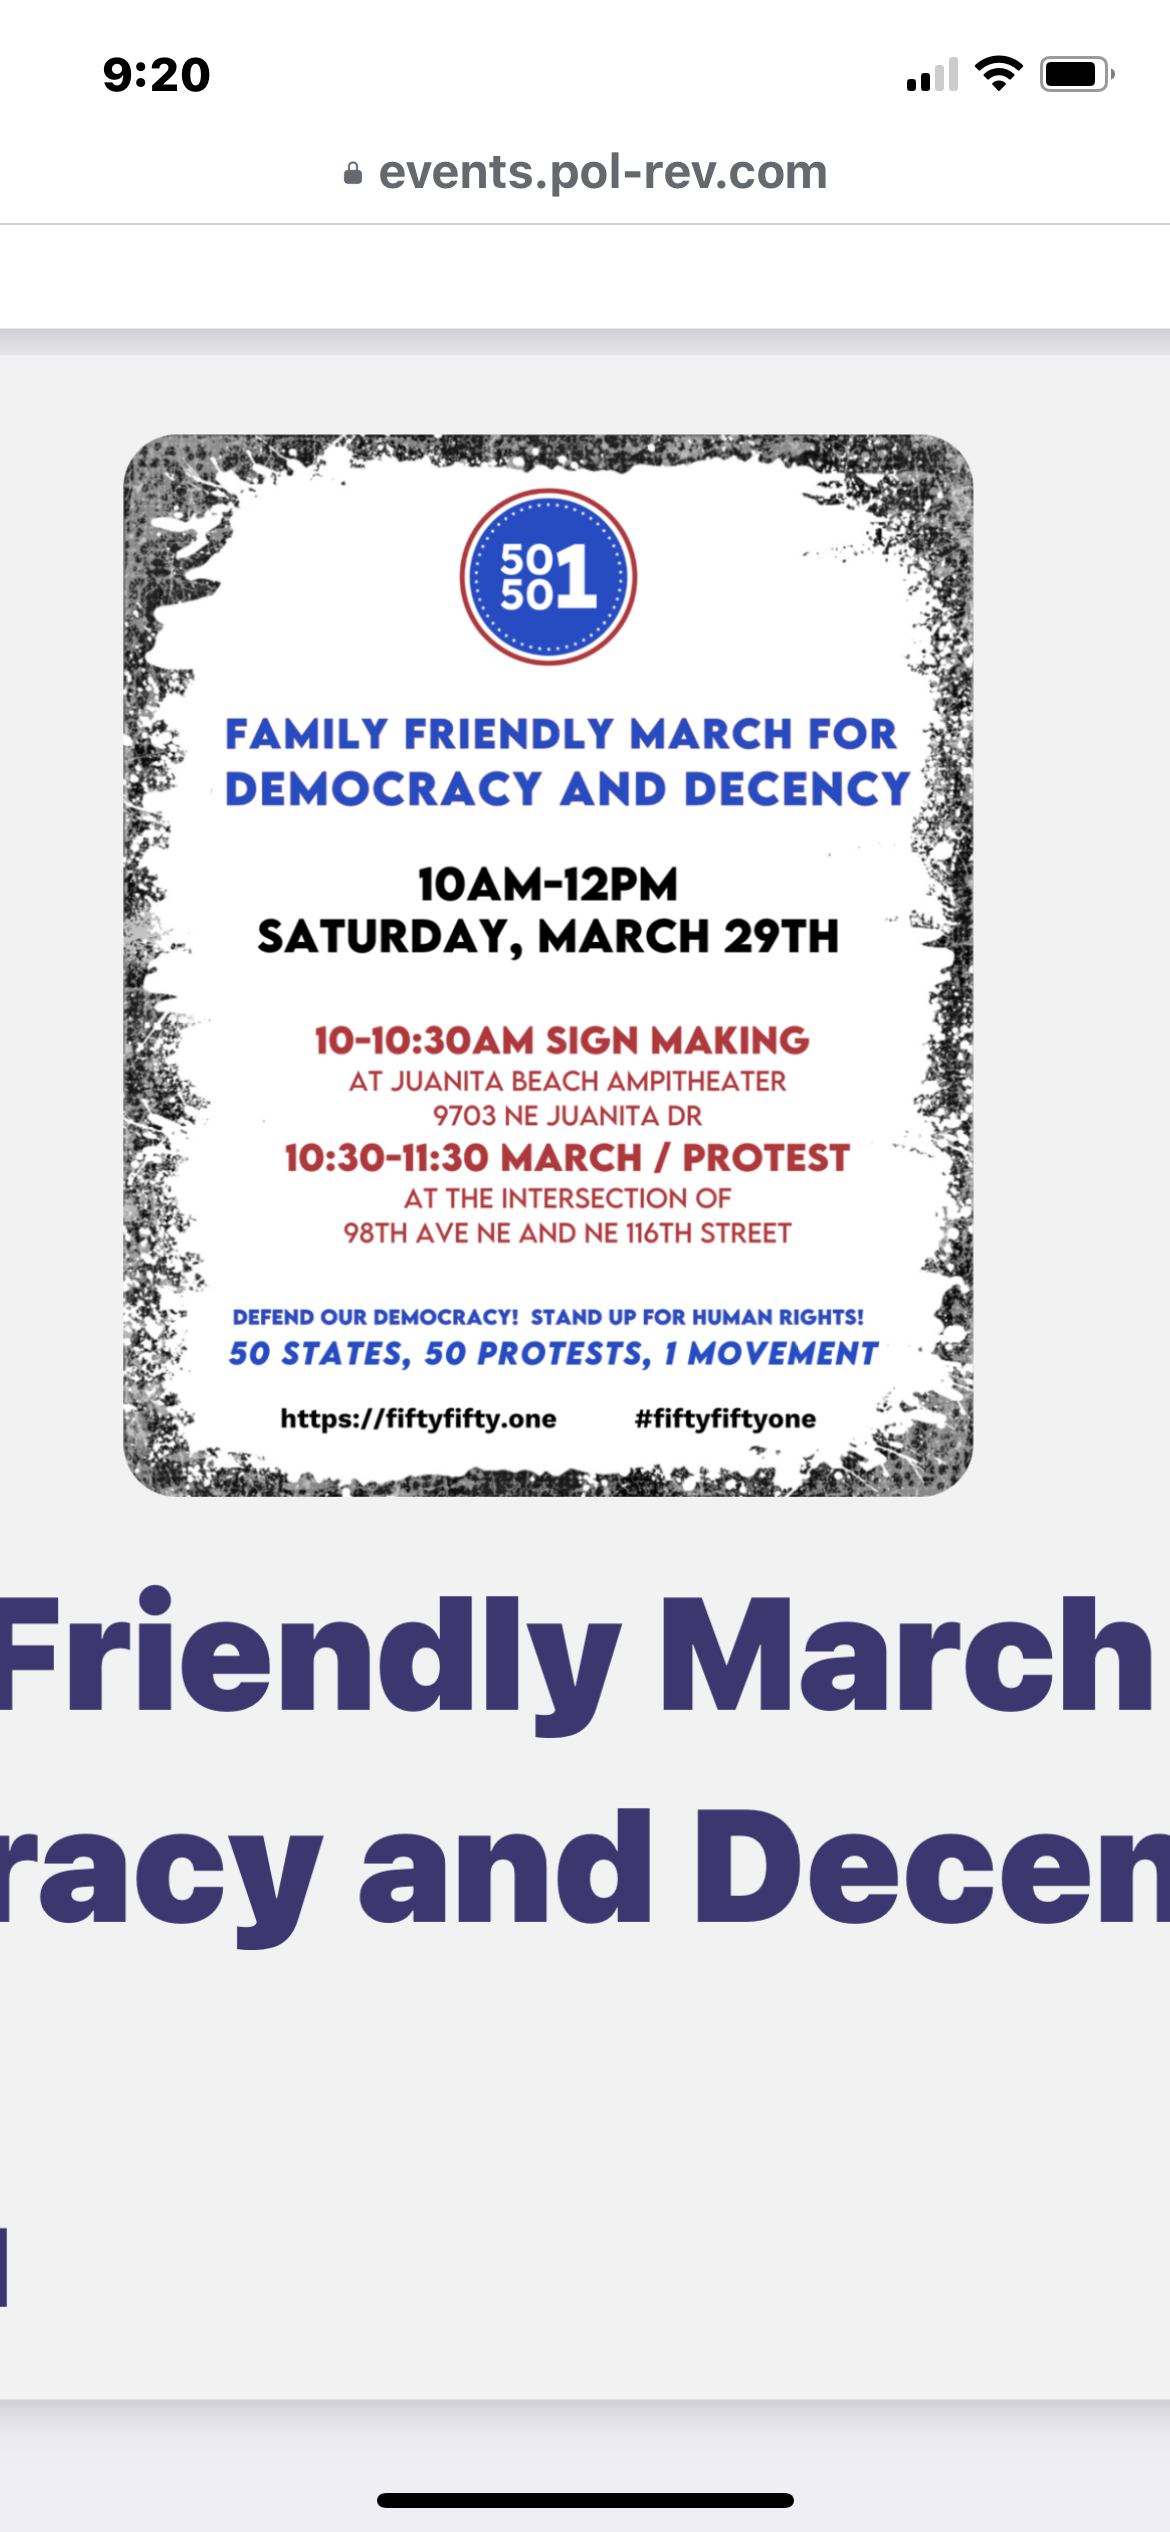 9:20
events.pol-rev.com
50
50
1
FAMILY FRIENDLY MARCH FOR
DEMOCRACY AND DECENCY
10AM-12PM
SATURDAY, MARCH 29TH
10-10:30AM SIGN MAKING
AT JUANITA BEACH AMPITHEATER
9703 NE JUANITA DR
10:30-11:30 MARCH / PROTEST
AT THE INTERSECTION OF
98TH AVE NE AND NE 116TH STREET
DEFEND OUR DEMOCRACY! STAND UP FOR HUMAN RIGHTS!
50 STATES, 50 PROTESTS, 1 MOVEMENT
https://fiftyfifty.one #fiftyfiftyone
Friendly March
racy and Decen